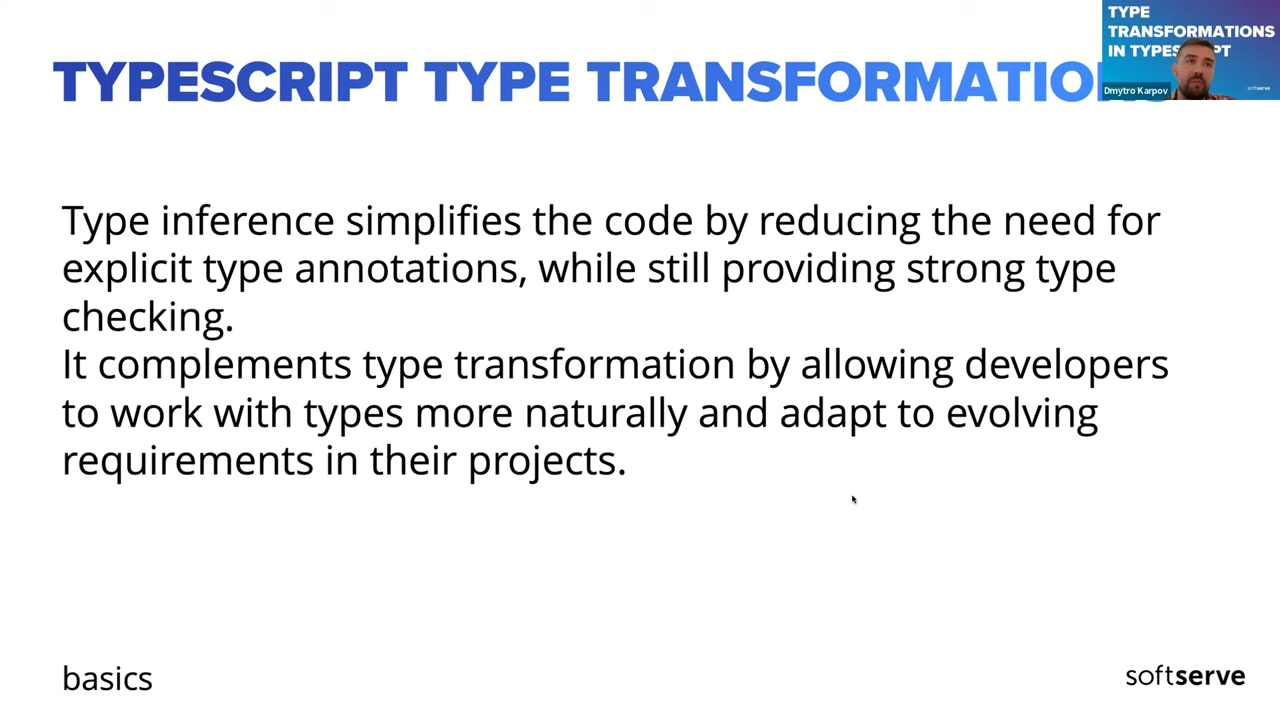 TYPE
TRANSFORMATIONS
IN TYPESCRIPT
Dmytro Karpov
softserve
TYPESCRIPT TYPE TRANSFORMATIO
Type inference simplifies the code by reducing the need for
explicit type annotations, while still providing strong type
checking.
It complements type transformation by allowing developers
to work with types more naturally and adapt to evolving
requirements in their projects.
basics
softserve